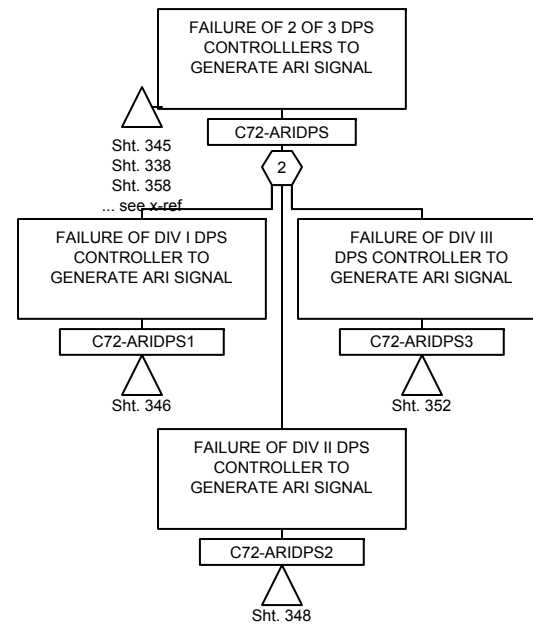 FAILURE OF 2 OF 3 DPS
CONTROLLLERS TO
GENERATE ARI SIGNAL
C72-ARIDPS
2
Sht. 345
Sht. 338
Sht. 358
... see x-ref
FAILURE OF DIV I DPS
CONTROLLER TO
GENERATE ARI SIGNAL
C72-ARIDPS1
Sht. 346
FAILURE OF DIV III
DPS CONTROLLER TO
GENERATE ARI SIGNAL
C72-ARIDPS3
Sht. 352
FAILURE OF DIV II DPS
CONTROLLER TO
GENERATE ARI SIGNAL
C72-ARIDPS2
Sht. 348